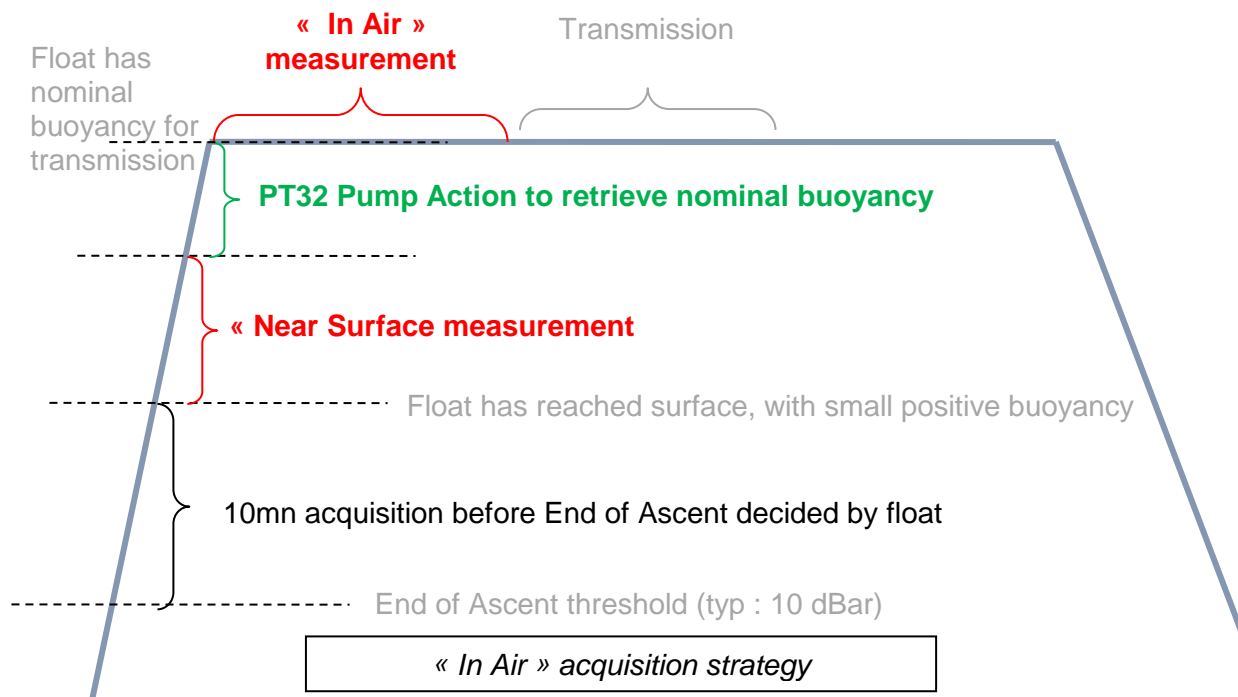 « In Air »
measurement
Transmission
Float has
nominal
buoyancy for
transmission
PT32 Pump Action to retrieve nominal buoyancy
« Near Surface measurement
Float has reached surface, with small positive buoyancy
10mn acquisition before End of Ascent decided by float
End of Ascent threshold (typ : 10 dBar)
« In Air » acquisition strategy